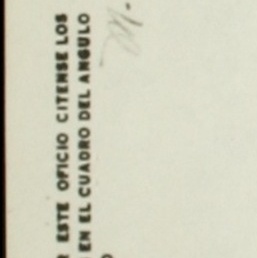 ESTE OFICIO CITENSE LOS
EN EL CUADRO DEL ANGULO